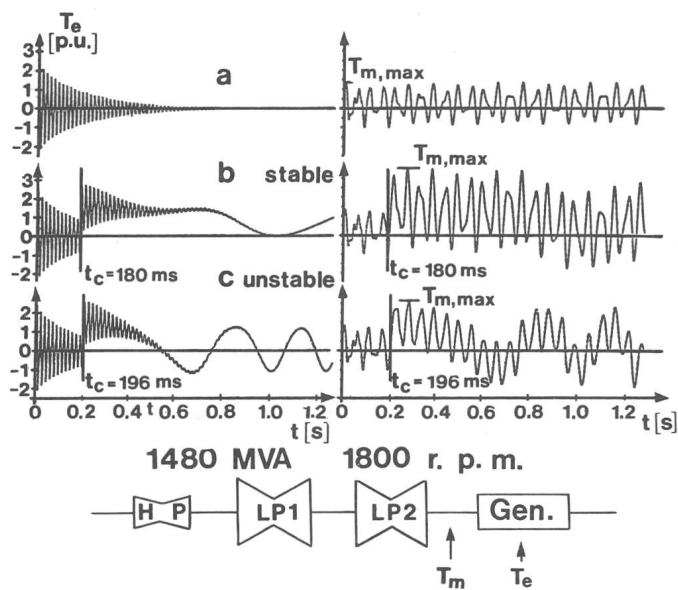 Te
[p.u.]
3
2
1
0
-1
-2
a
Tm,max
3
2
1
0
-1
-2
b stable
tc = 180 ms
Tm,max
tc = 180 ms
2
1
0
-1
-2
c unstable
tc = 196 ms
Tm,max
tc = 196 ms
0 0.2 t 0.4 0.6 0.8 1.0 1.2
t [s]
0 0.2 0.4 0.6 0.8 1.0 1.2
t [s]
1480 MVA 1800 r. p. m.
H P LP1 LP2 Gen.
Tm Te